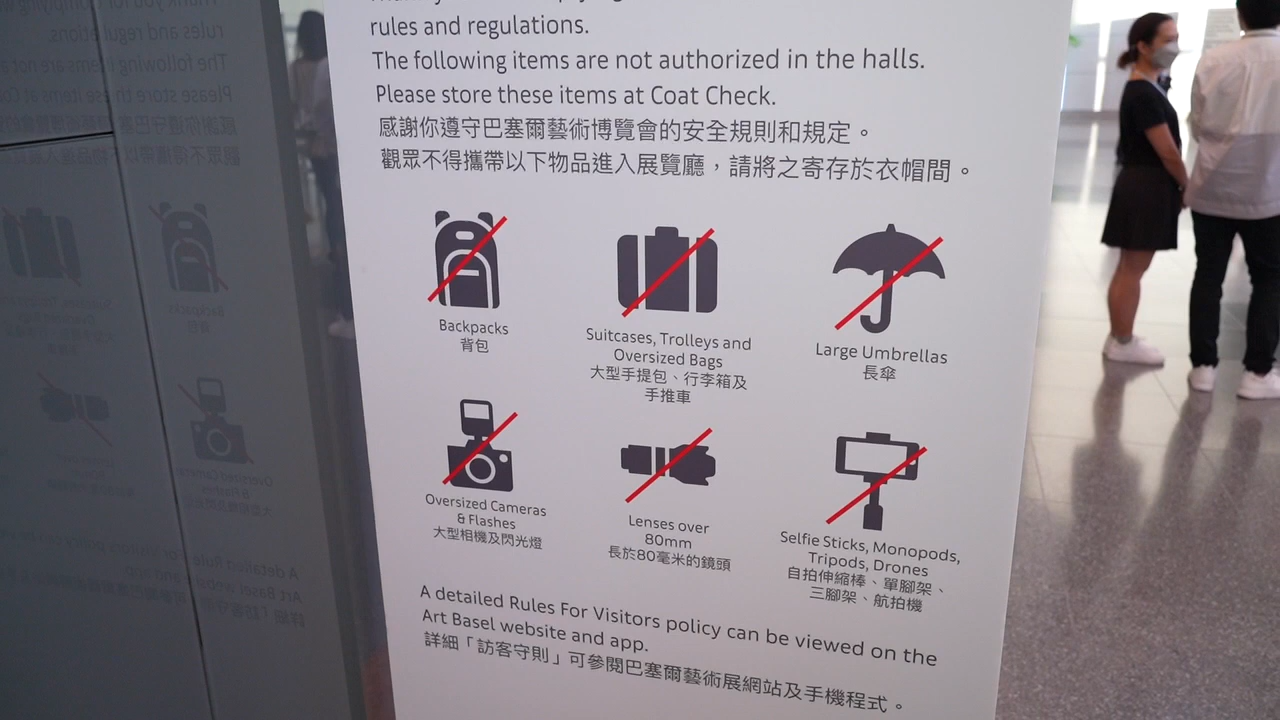 rules and regulations.
The following items are not authorized in the halls.
Please store these items at Coat Check.
感謝你遵守巴塞爾藝術博覽會的安全規則和規定。
觀眾不得攜帶以下物品進入展覽廳，請將之寄存於衣帽間。
Backpacks
背包
Suitcases, Trolleys and
Oversized Bags
大型手提包、行李箱及
手推車
Large Umbrellas
長傘
Oversized Cameras
& Flashes
大型相機及閃光燈
Lenses over
80mm
長於80毫米的鏡頭
Selfie Sticks, Monopods,
Tripods, Drones
自拍伸縮棒、單腳架、
三腳架、航拍機
A detailed Rules For Visitors policy can be viewed on the
Art Basel website and app.
詳細「訪客守則」可參閱巴塞爾藝術展網站及手機程式。